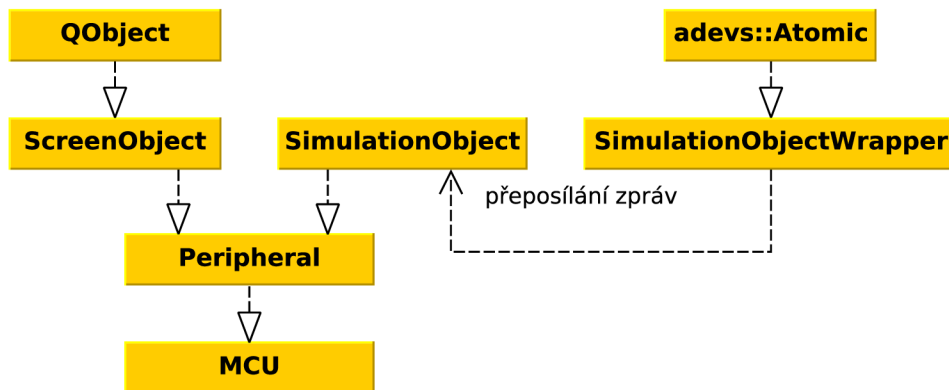 QObject
adevs::Atomic
ScreenObject
SimulationObject
SimulationObjectWrapper
přeposílání zpráv
Peripheral
MCU